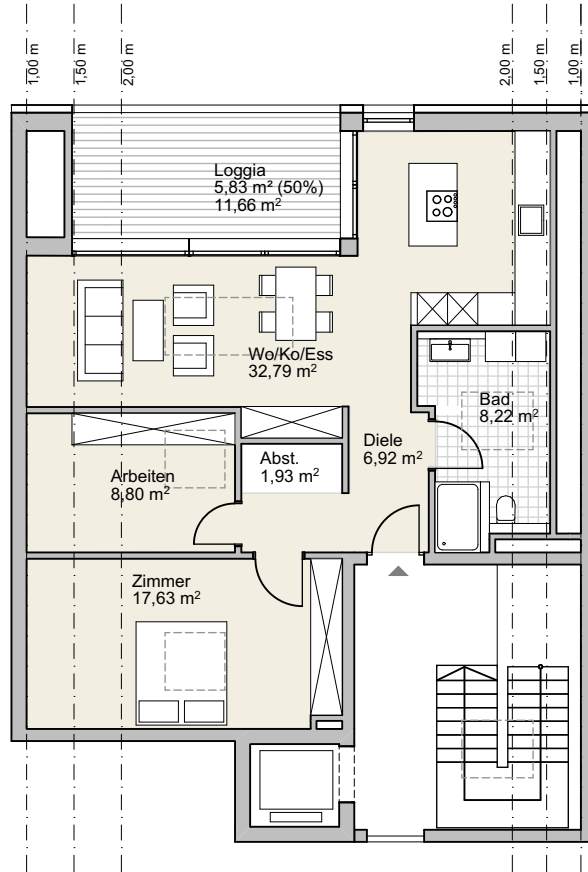 1,00 m
1,50 m
2,00 m
2,00 m
1,50 m
1,00 m
Loggia
5,83 m² (50%)
11,66 m²
Wo/Ko/Ess
32,79 m²
Bad
8,22 m²
Diele
6,92 m²
Abst.
1,93 m²
Arbeiten
8,80 m²
Zimmer
17,63 m²